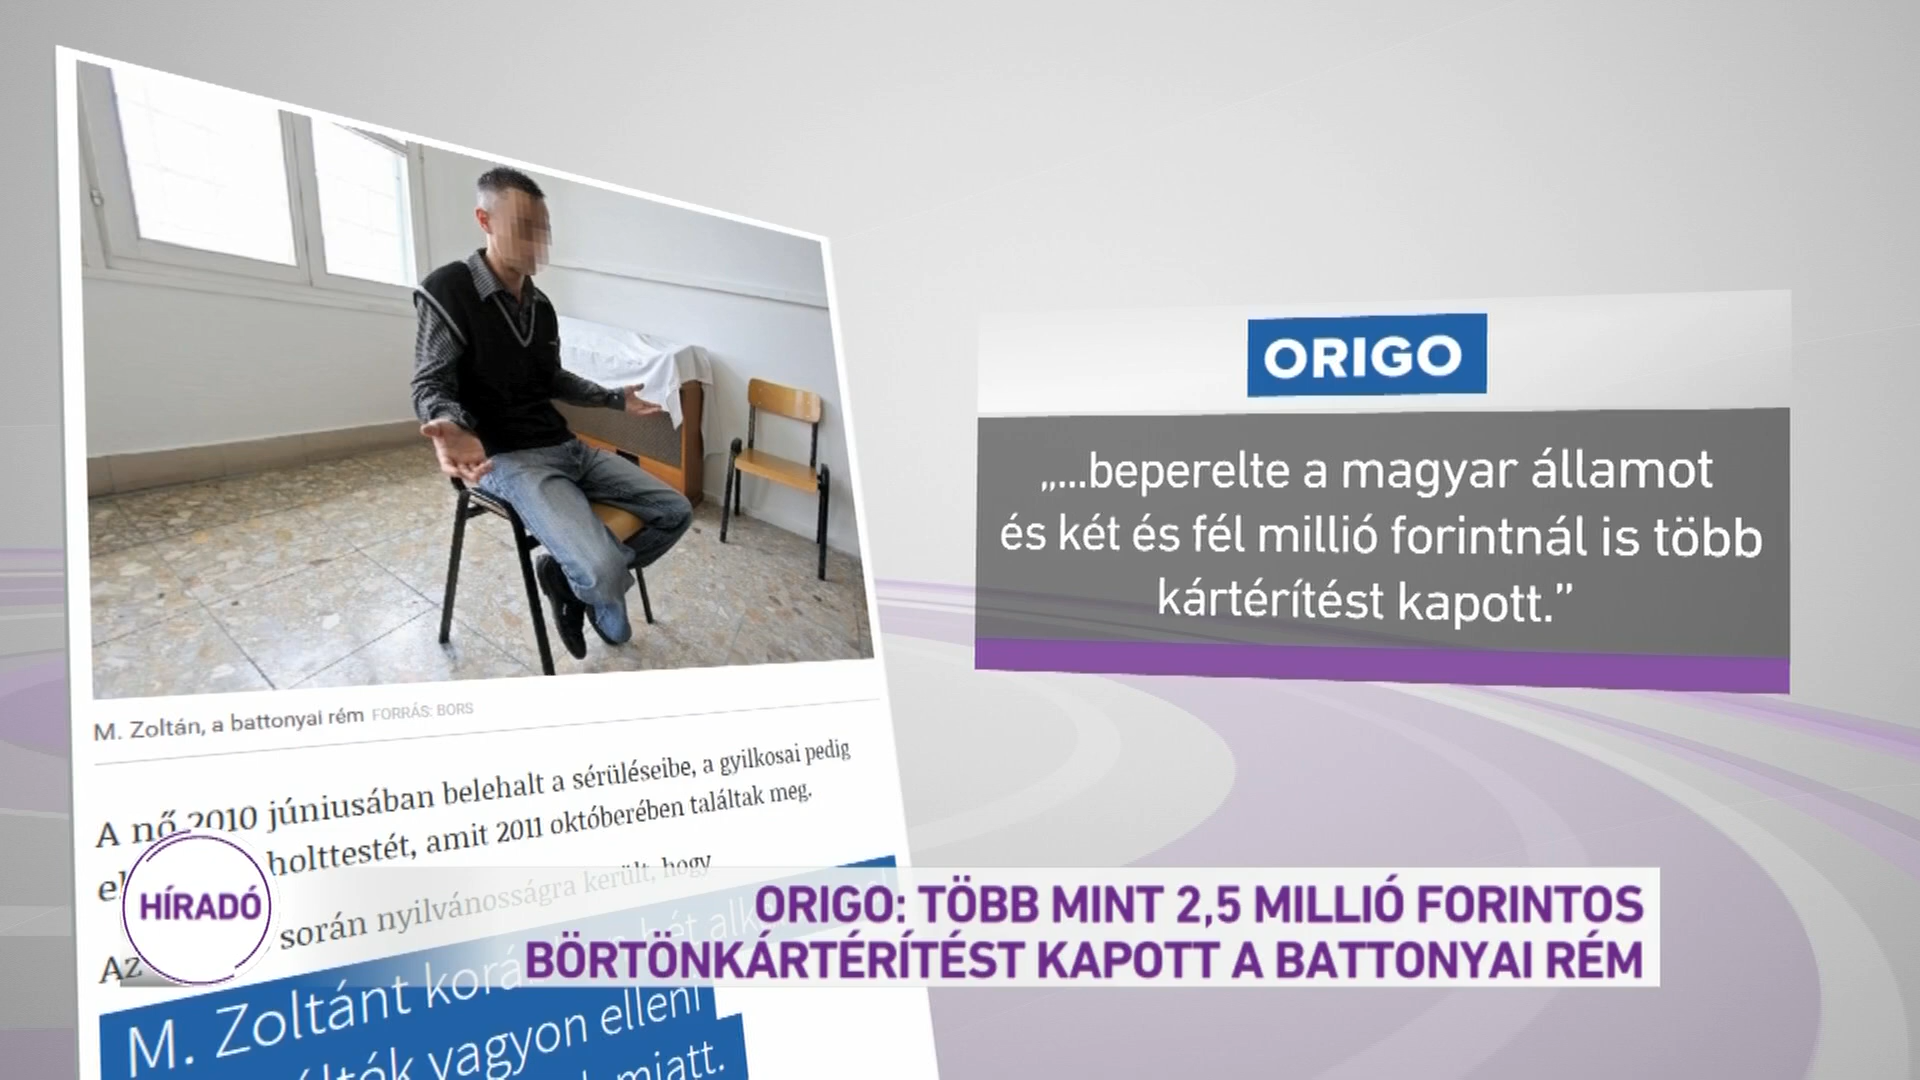 M. Zoltán, a battonyai rém FORRÁS: BORS
A nő 2010 júniusában belehalt a sérüléseibe, a gyilkosai pedig
holttestét, amit 2011 októberében találtak meg.
Az során nyilvánosságra került, hogy
M. Zoltánt
vagyon elleni
miatt.
ORIGO
„...beperelte a magyar államot
és két és fél millió forintnál is több
kártérítést kapott.”
HÍRADÓ
ORIGO: TÖBB MINT 2,5 MILLIÓ FORINTOS
BÖRTÖNKÁRTÉRÍTÉST KAPOTT A BATTONYAI RÉM